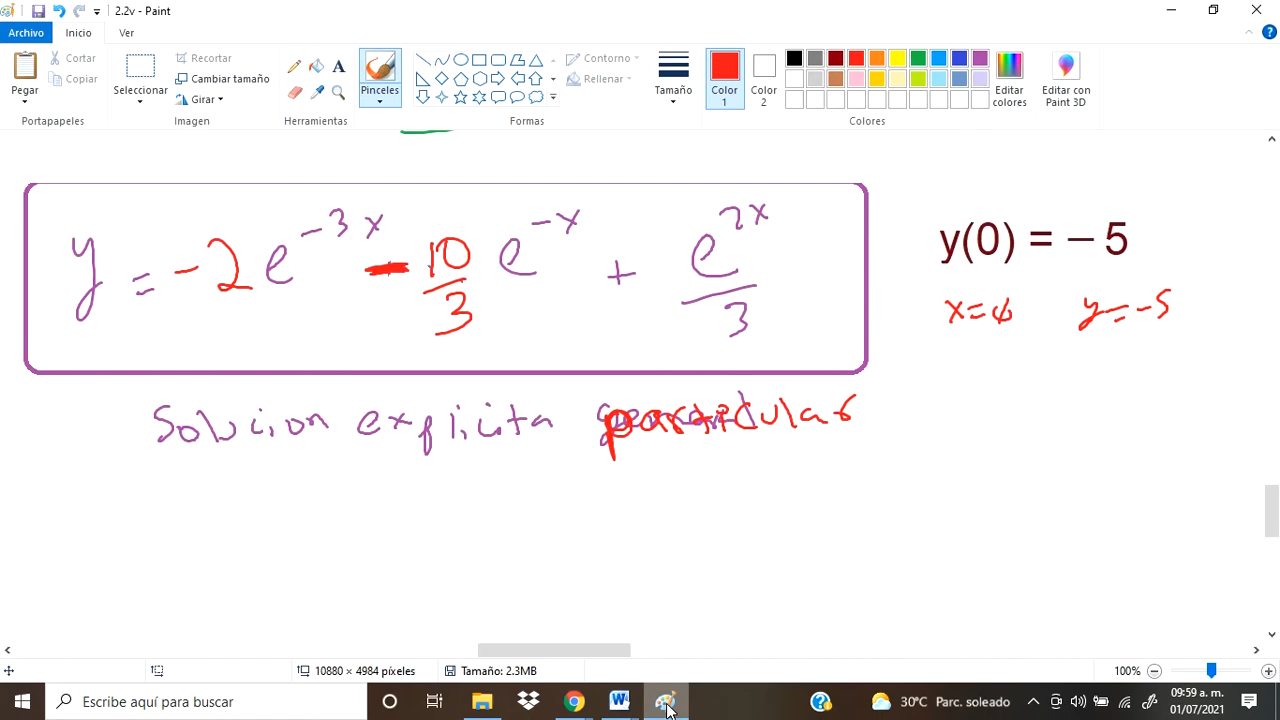 2.2v - Paint
Archivo Inicio Ver
Pegar
Cortar
Copiar
Portapapeles
Seleccionar
Recortar
Cambiar tamaño
Girar
Imagen
Herramientas
Pinceles
Formas
Contorno
Rellenar
Tamaño
Color 1
Color 2
Colores
Editar colores
Editar con Paint 3D
y = -2e^{-3x} - 10/3 e^{-x} + e^{2x}/3
y(0) = – 5
x=0 y=-5
Solucion explicita particular
10880 × 4984 píxeles
Tamaño: 2.3MB
100%
Escribe aquí para buscar
30°C Parc. soleado
09:59 a. m.
01/07/2021